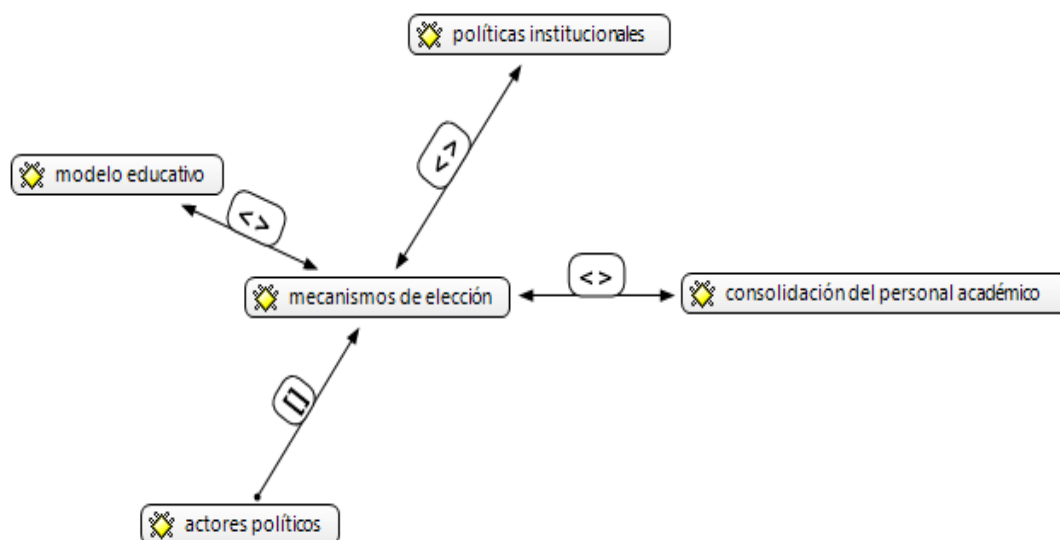 políticas institucionales
<>
modelo educativo
<>
mecanismos de elección
<>
consolidación del personal académico
[]
actores políticos